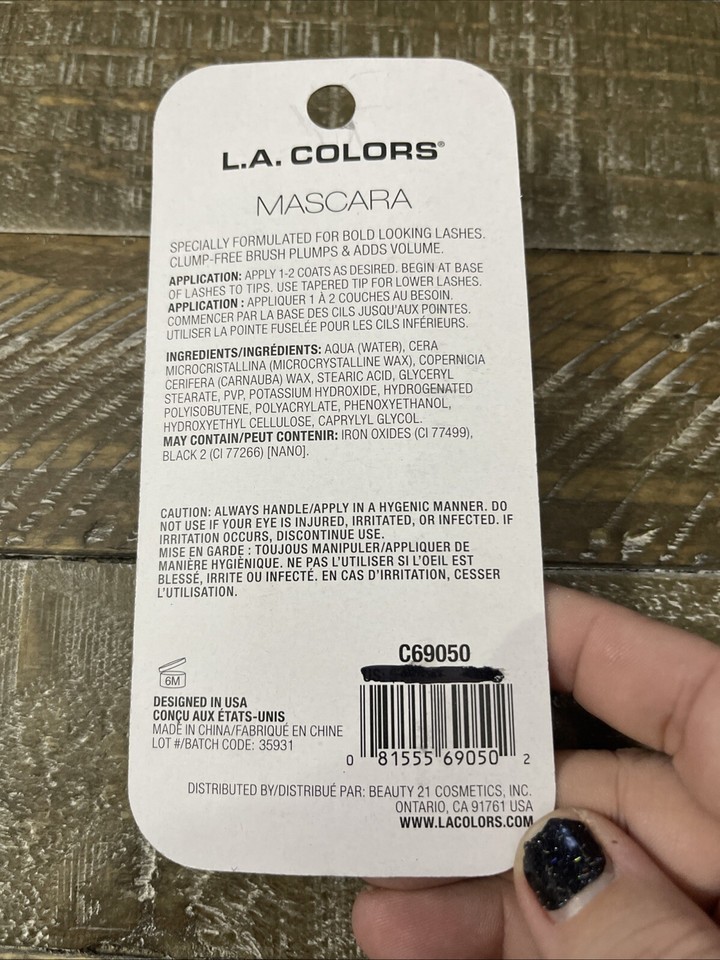 L.A. COLORS®
MASCARA
SPECIALLY FORMULATED FOR BOLD LOOKING LASHES.
CLUMP-FREE BRUSH PLUMPS & ADDS VOLUME.
APPLICATION: APPLY 1-2 COATS AS DESIRED. BEGIN AT BASE
OF LASHES TO TIPS. USE TAPERED TIP FOR LOWER LASHES.
APPLICATION : APPLIQUER 1 À 2 COUCHES AU BESOIN.
COMMENCER PAR LA BASE DES CILS JUSQU'AUX POINTES.
UTILISER LA POINTE FUSELÉE POUR LES CILS INFÉRIEURS.
INGREDIENTS/INGRÉDIENTS: AQUA (WATER), CERA
MICROCRISTALLINA (MICROCRYSTALLINE WAX), COPERNICIA
CERIFERA (CARNAUBA) WAX, STEARIC ACID, GLYCERYL
STEARATE, PVP, POTASSIUM HYDROXIDE, HYDROGENATED
POLYISOBUTENE, POLYACRYLATE, PHENOXYETHANOL,
HYDROXYETHYL CELLULOSE, CAPRYLYL GLYCOL.
MAY CONTAIN/PEUT CONTENIR: IRON OXIDES (CI 77499),
BLACK 2 (CI 77266) [NANO].
CAUTION: ALWAYS HANDLE/APPLY IN A HYGENIC MANNER. DO
NOT USE IF YOUR EYE IS INJURED, IRRITATED, OR INFECTED. IF
IRRITATION OCCURS, DISCONTINUE USE.
MISE EN GARDE : TOUJOUS MANIPULER/APPLIQUER DE
MANIÈRE HYGIÈNIQUE. NE PAS L'UTILISER SI L'OEIL EST
BLESSÉ, IRRITÉ OU INFECTÉ. EN CAS D'IRRITATION, CESSER
L'UTILISATION.
C69050
6M
DESIGNED IN USA
CONÇU AUX ÉTATS-UNIS
MADE IN CHINA/FABRIQUÉ EN CHINE
LOT #/BATCH CODE: 35931
0 81555 69050 2
DISTRIBUTED BY/DISTRIBUÉ PAR: BEAUTY 21 COSMETICS, INC.
ONTARIO, CA 91761 USA
WWW.LACOLORS.COM